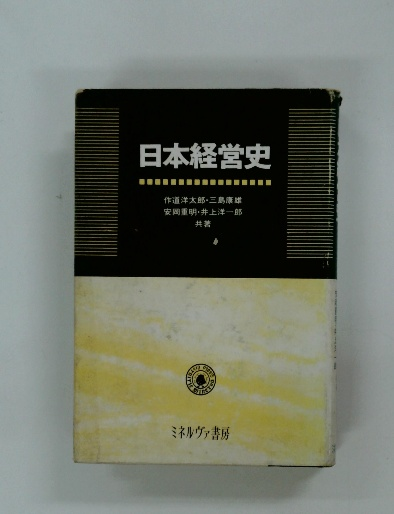 日本経営史
作道洋太郎・三島康雄
安岡重明・井上洋一郎
共著
ミネルヴァ書房